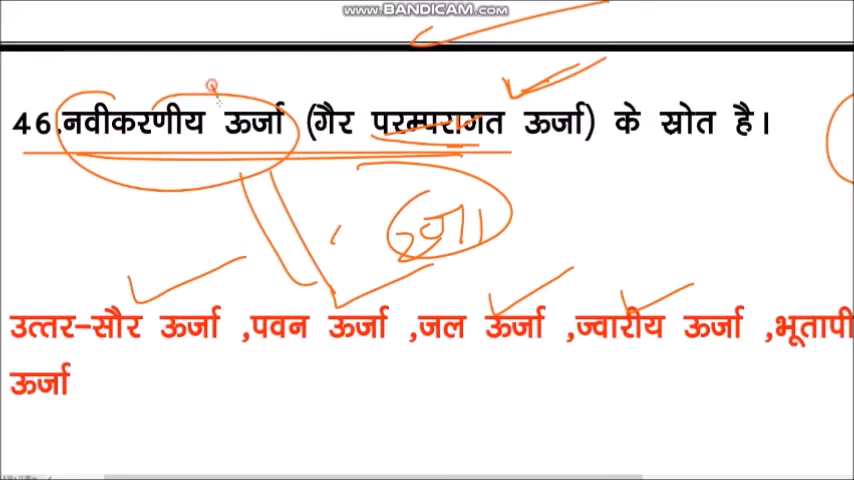 WWW.BANDICAM.COM
46.नवीकरणीय ऊर्जा (गैर परम्परागत ऊर्जा) के स्रोत है।
उत्तर-सौर ऊर्जा ,पवन ऊर्जा ,जल ऊर्जा ,ज्वारीय ऊर्जा ,भूतापी
ऊर्जा